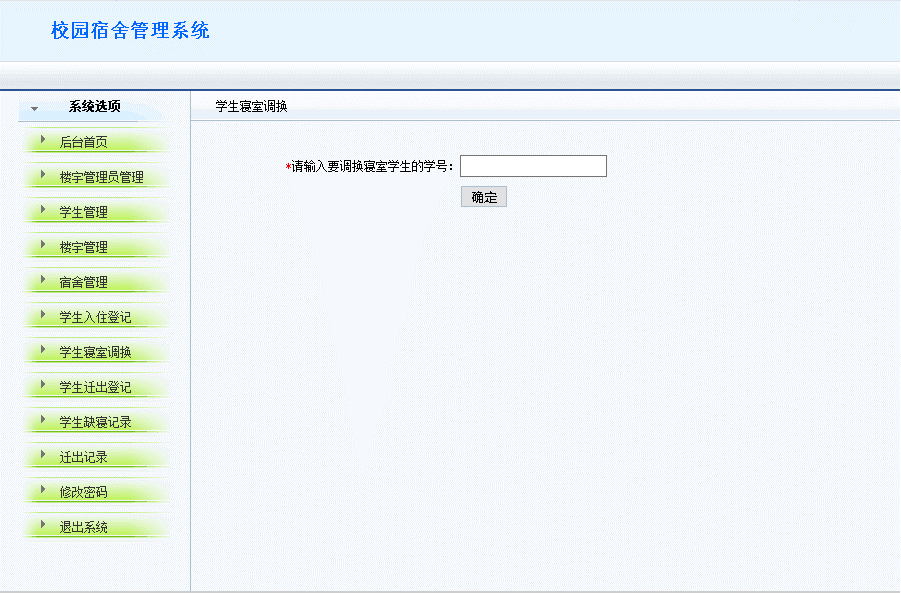 校园宿舍管理系统
系统选项
学生寝室调换
后台首页
楼宇管理员管理
学生管理
楼宇管理
宿舍管理
学生入住登记
学生寝室调换
学生迁出登记
学生缺寝记录
迁出记录
修改密码
退出系统
*请输入要调换寝室学生的学号：
确定